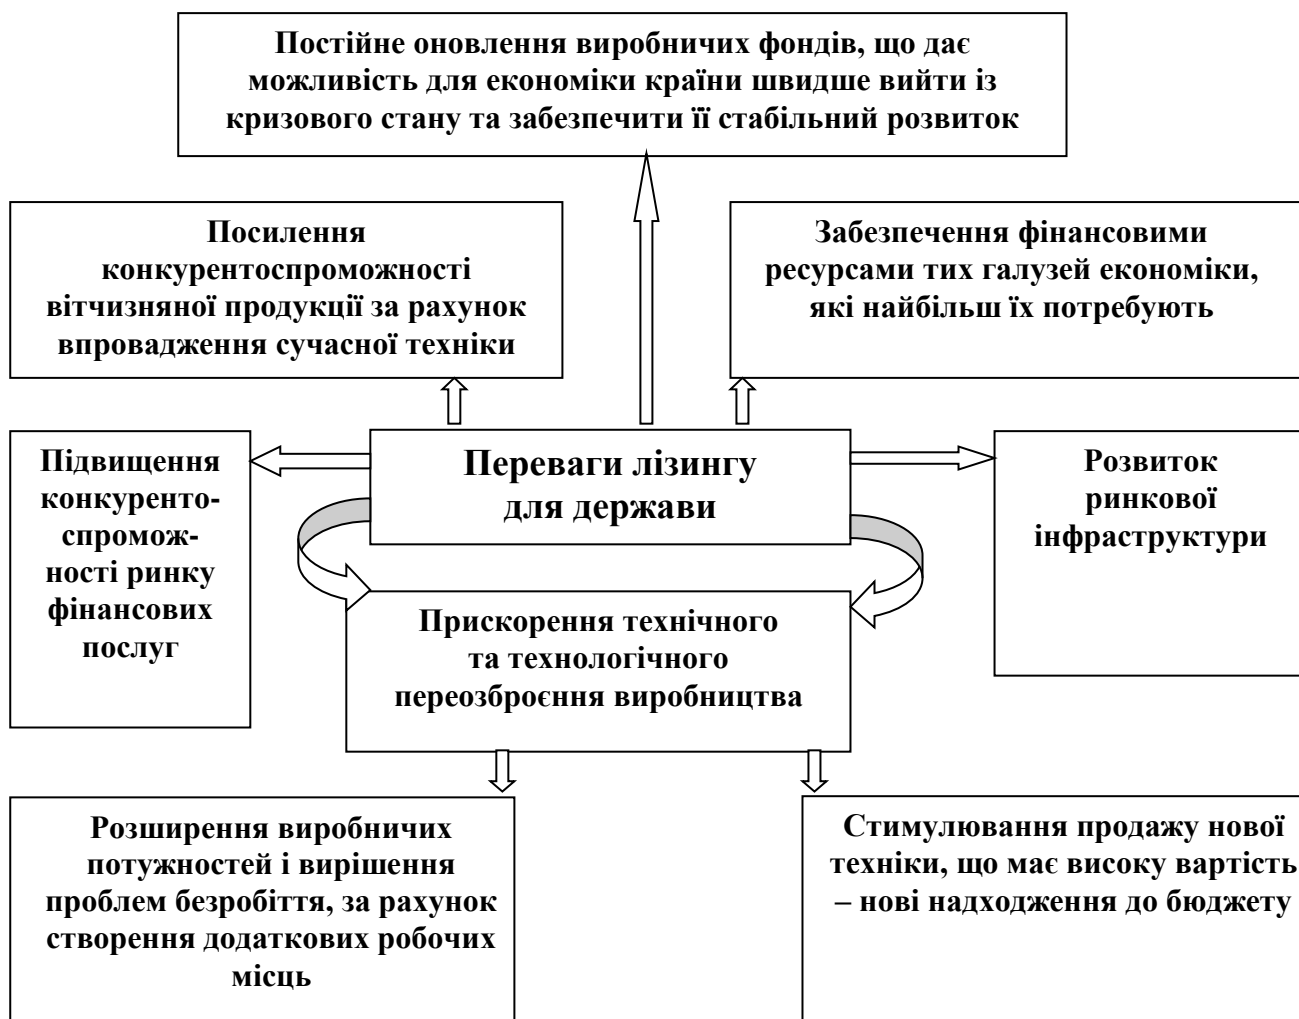 Постійне оновлення виробничих фондів, що дає
можливість для економіки країни швидше вийти із
кризового стану та забезпечити її стабільний розвиток
Посилення
конкурентоспроможності
вітчизняної продукції за рахунок
впровадження сучасної техніки
Забезпечення фінансовими
ресурсами тих галузей економіки,
які найбільш їх потребують
Підвищення
конкуренто-
спромож-
ності ринку
фінансових
послуг
Переваги лізингу
для держави
Розвиток
ринкової
інфраструктури
Прискорення технічного
та технологічного
переозброєння виробництва
Розширення виробничих
потужностей і вирішення
проблем безробіття, за рахунок
створення додаткових робочих
місць
Стимулювання продажу нової
техніки, що має високу вартість
– нові надходження до бюджету